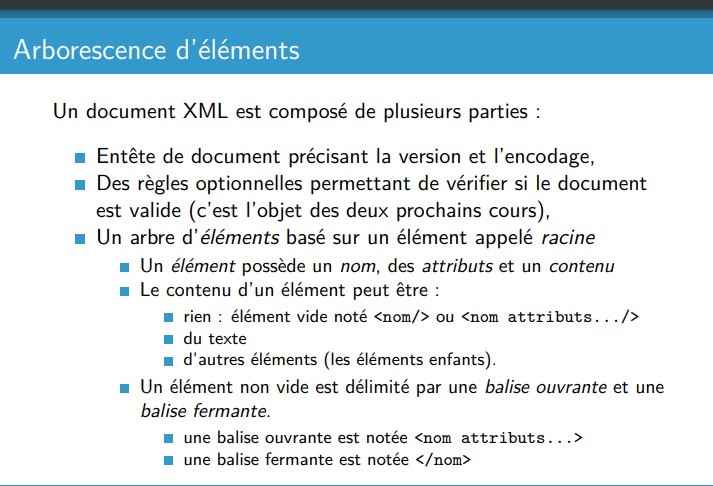 Arborescence d'éléments
Un document XML est composé de plusieurs parties :
Entête de document précisant la version et l'encodage,
Des règles optionnelles permettant de vérifier si le document
est valide (c'est l'objet des deux prochains cours),
Un arbre d'éléments basé sur un élément appelé racine
Un élément possède un nom, des attributs et un contenu
Le contenu d'un élément peut être :
rien : élément vide noté <nom/> ou <nom attributs.../>
du texte
d'autres éléments (les éléments enfants).
Un élément non vide est délimité par une balise ouvrante et une
balise fermante.
une balise ouvrante est notée <nom attributs...>
une balise fermante est notée </nom>